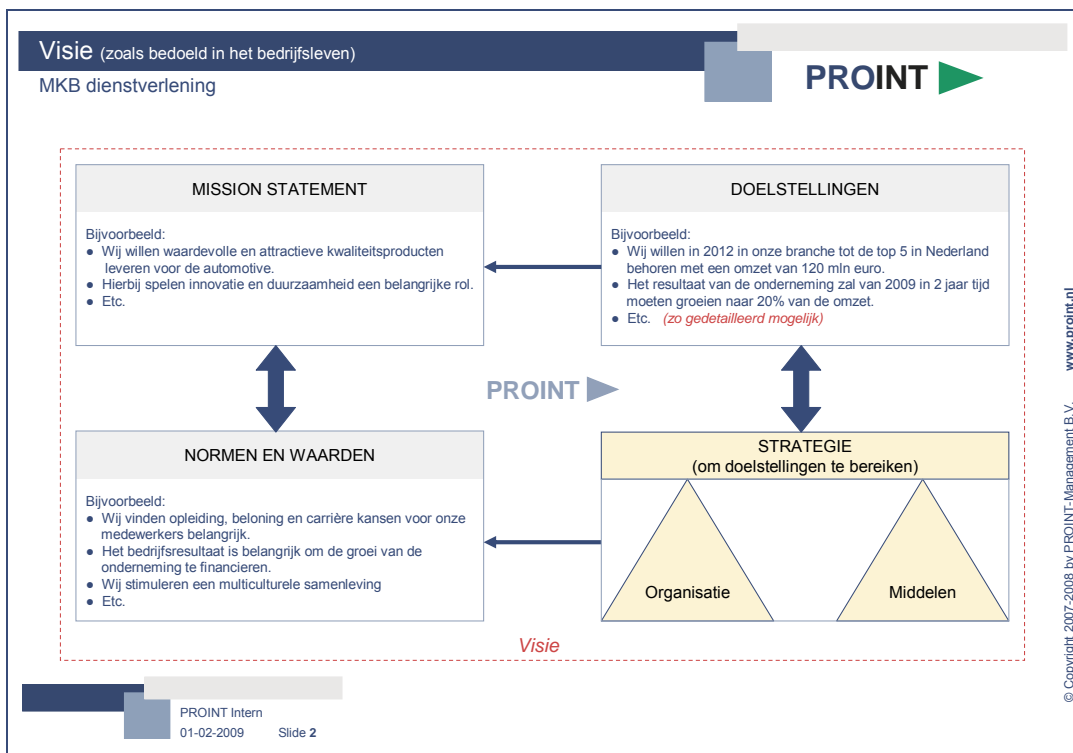 Visie (zoals bedoeld in het bedrijfsleven)
MKB dienstverlening
PROINT
MISSION STATEMENT
Bijvoorbeeld:
● Wij willen waardevolle en attractieve kwaliteitsproducten
leveren voor de automotive.
● Hierbij spelen innovatie en duurzaamheid een belangrijke rol.
● Etc.
DOELSTELLINGEN
Bijvoorbeeld:
● Wij willen in 2012 in onze branche tot de top 5 in Nederland
behoren met een omzet van 120 mln euro.
● Het resultaat van de onderneming zal van 2009 in 2 jaar tijd
moeten groeien naar 20% van de omzet.
● Etc. (zo gedetailleerd mogelijk)
PROINT
NORMEN EN WAARDEN
Bijvoorbeeld:
● Wij vinden opleiding, beloning en carrière kansen voor onze
medewerkers belangrijk.
● Het bedrijfsresultaat is belangrijk om de groei van de
onderneming te financieren.
● Wij stimuleren een multiculturele samenleving
● Etc.
STRATEGIE
(om doelstellingen te bereiken)
Organisatie
Middelen
Visie
PROINT Intern
01-02-2009 Slide 2
© Copyright 2007-2008 by PROINT-Management B.V. www.proint.nl